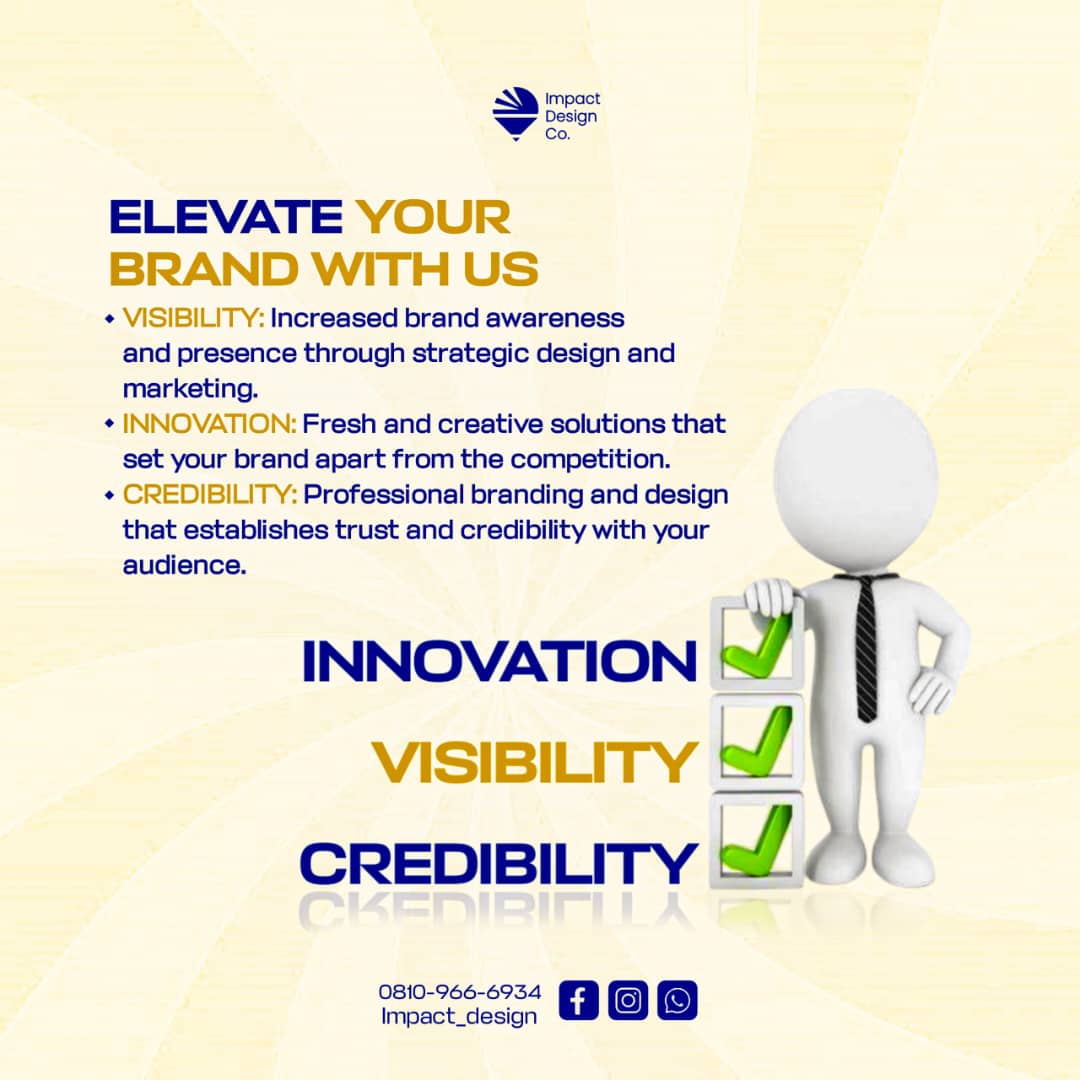 Impact
Design
Co.
ELEVATE YOUR
BRAND WITH US
• VISIBILITY: Increased brand awareness
and presence through strategic design and
marketing.
• INNOVATION: Fresh and creative solutions that
set your brand apart from the competition.
• CREDIBILITY: Professional branding and design
that establishes trust and credibility with your
audience.
INNOVATION
VISIBILITY
CREDIBILITY
0810-966-6934
Impact_design